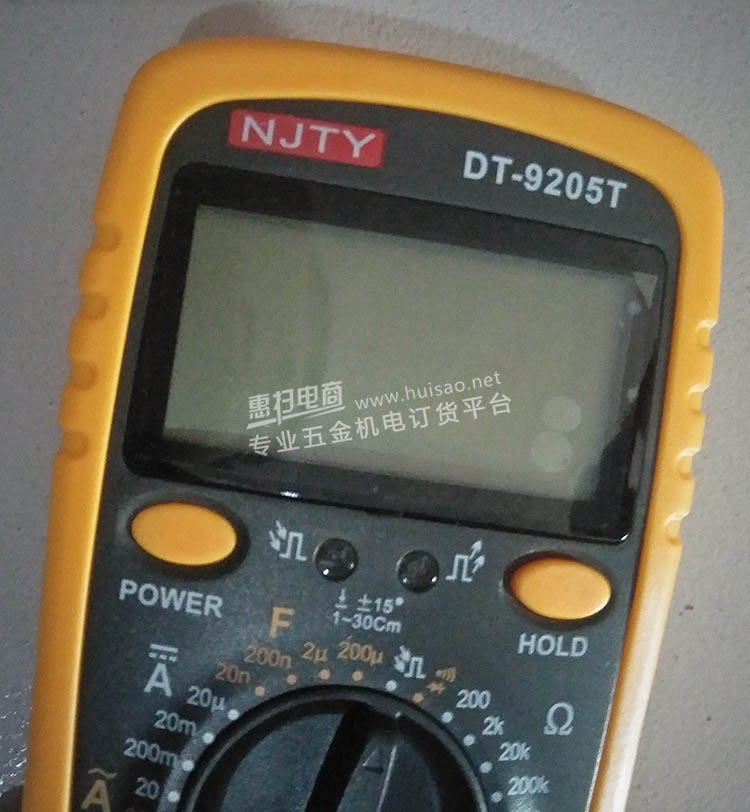 NJTY
DT-9205T
惠扫电商 www.huisao.net
专业五金机电订货平台
POWER
±15°
1~30Cm
HOLD
F
20n
200n
2µ
200µ
A
20µ
20m
200m
20
A
200
2k
20k
200k
Ω